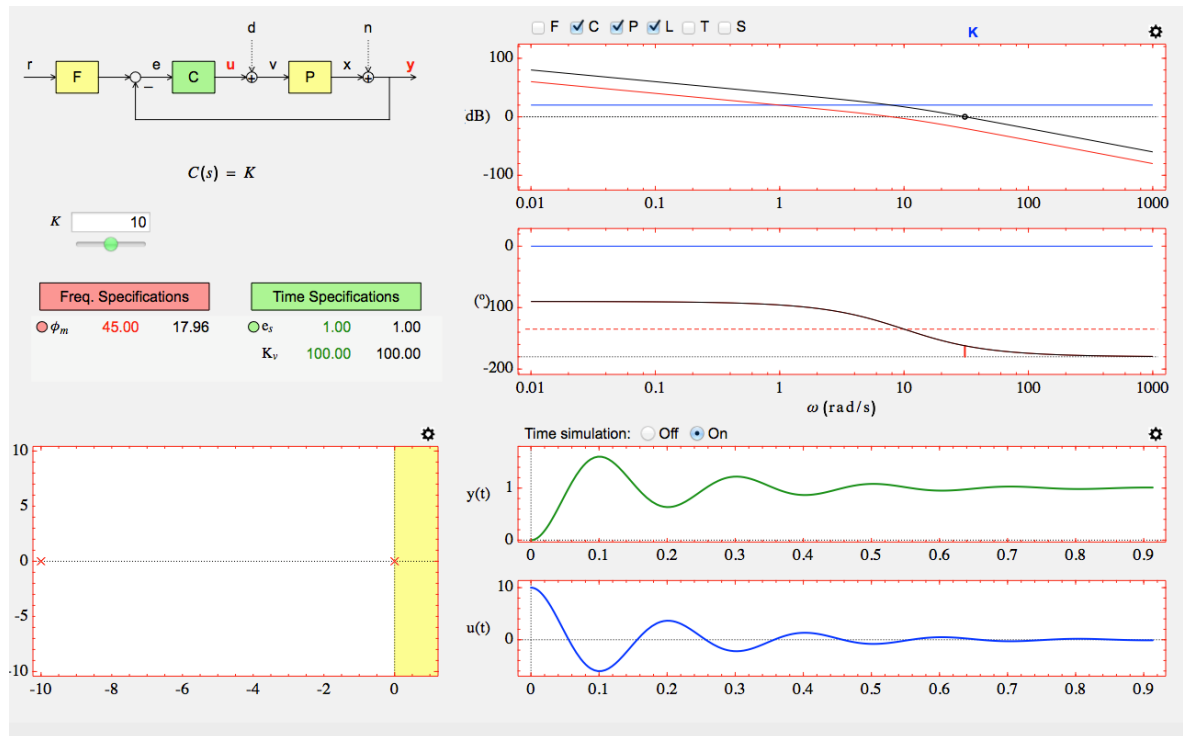 d
n
r
F
e
C
u
v
P
x
y
+
+
−
C(s) = K
K
10
Freq. Specifications
Time Specifications
ϕm 45.00 17.96
es 1.00 1.00
Kv 100.00 100.00
F C P L T S
K
100
dB) 0
-100
0.01 0.1 1 10 100 1000
0
(º)
100
-200
0.01 0.1 1 10 100 1000
ω (rad/s)
10
5
0
-5
-10
-10 -8 -6 -4 -2 0
Time simulation: Off On
1
y(t)
0
0 0.1 0.2 0.3 0.4 0.5 0.6 0.7 0.8 0.9
10
u(t)
0
0 0.1 0.2 0.3 0.4 0.5 0.6 0.7 0.8 0.9